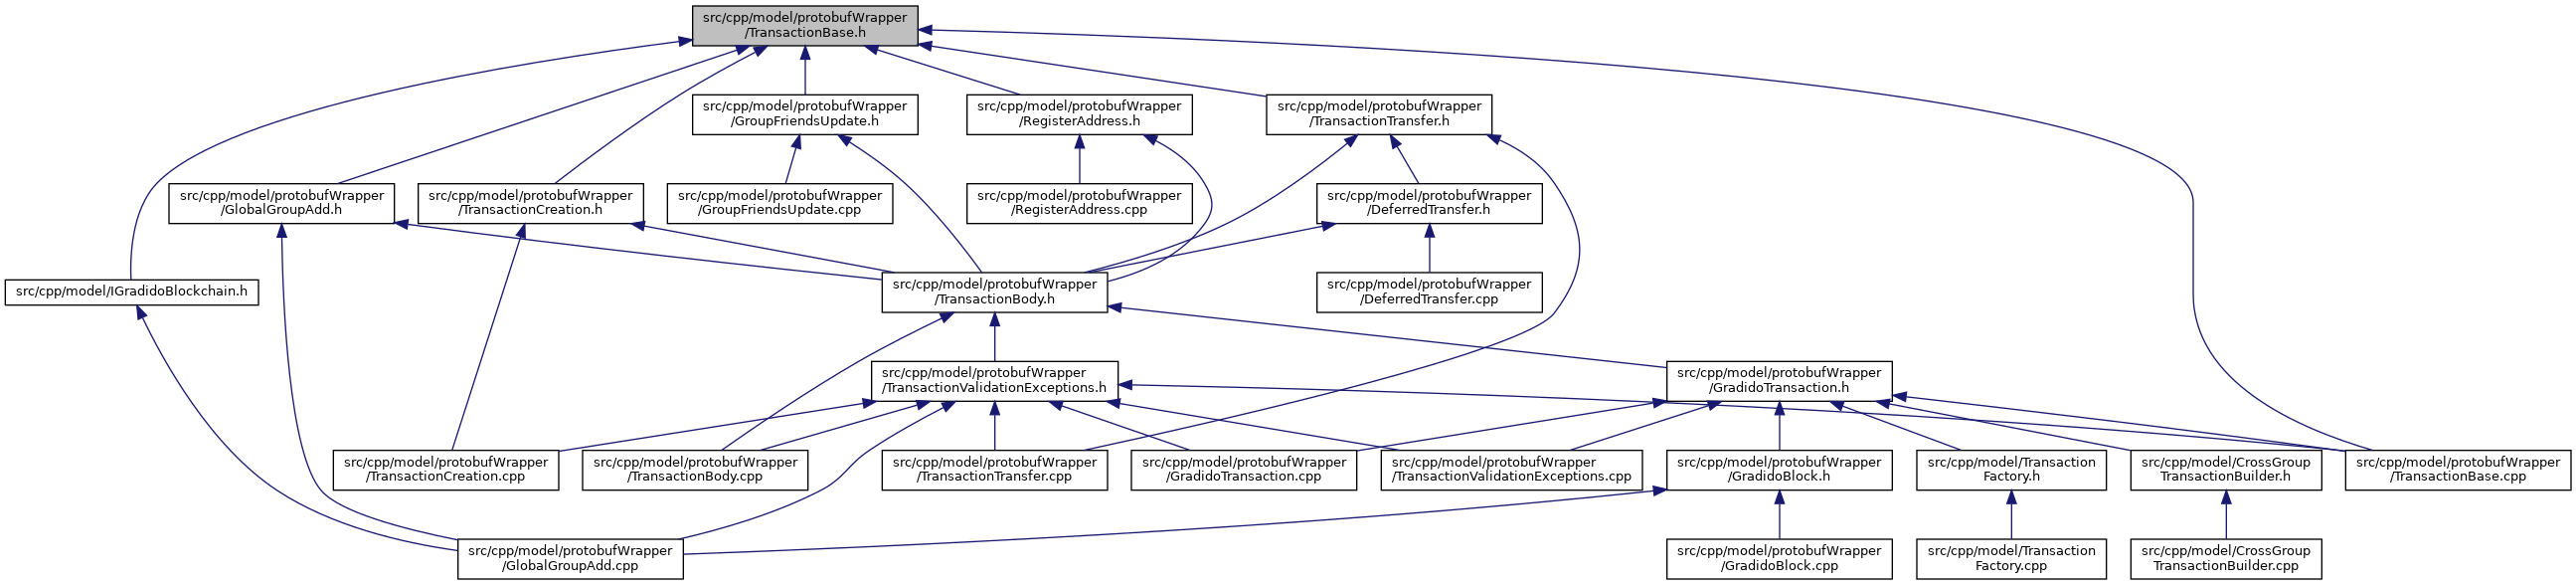 src/cpp/model/protobufWrapper
/TransactionBase.h
src/cpp/model/protobufWrapper
/GroupFriendsUpdate.h
src/cpp/model/protobufWrapper
/RegisterAddress.h
src/cpp/model/protobufWrapper
/TransactionTransfer.h
src/cpp/model/protobufWrapper
/GlobalGroupAdd.h
src/cpp/model/protobufWrapper
/TransactionCreation.h
src/cpp/model/protobufWrapper
/GroupFriendsUpdate.cpp
src/cpp/model/protobufWrapper
/RegisterAddress.cpp
src/cpp/model/protobufWrapper
/DeferredTransfer.h
src/cpp/model/IGradidoBlockchain.h
src/cpp/model/protobufWrapper
/TransactionBody.h
src/cpp/model/protobufWrapper
/DeferredTransfer.cpp
src/cpp/model/protobufWrapper
/TransactionValidationExceptions.h
src/cpp/model/protobufWrapper
/GradidoTransaction.h
src/cpp/model/protobufWrapper
/TransactionCreation.cpp
src/cpp/model/protobufWrapper
/TransactionBody.cpp
src/cpp/model/protobufWrapper
/TransactionTransfer.cpp
src/cpp/model/protobufWrapper
/GradidoTransaction.cpp
src/cpp/model/protobufWrapper
/TransactionValidationExceptions.cpp
src/cpp/model/protobufWrapper
/GradidoBlock.h
src/cpp/model/Transaction
Factory.h
src/cpp/model/CrossGroup
TransactionBuilder.h
src/cpp/model/protobufWrapper
/TransactionBase.cpp
src/cpp/model/protobufWrapper
/GlobalGroupAdd.cpp
src/cpp/model/protobufWrapper
/GradidoBlock.cpp
src/cpp/model/Transaction
Factory.cpp
src/cpp/model/CrossGroup
TransactionBuilder.cpp